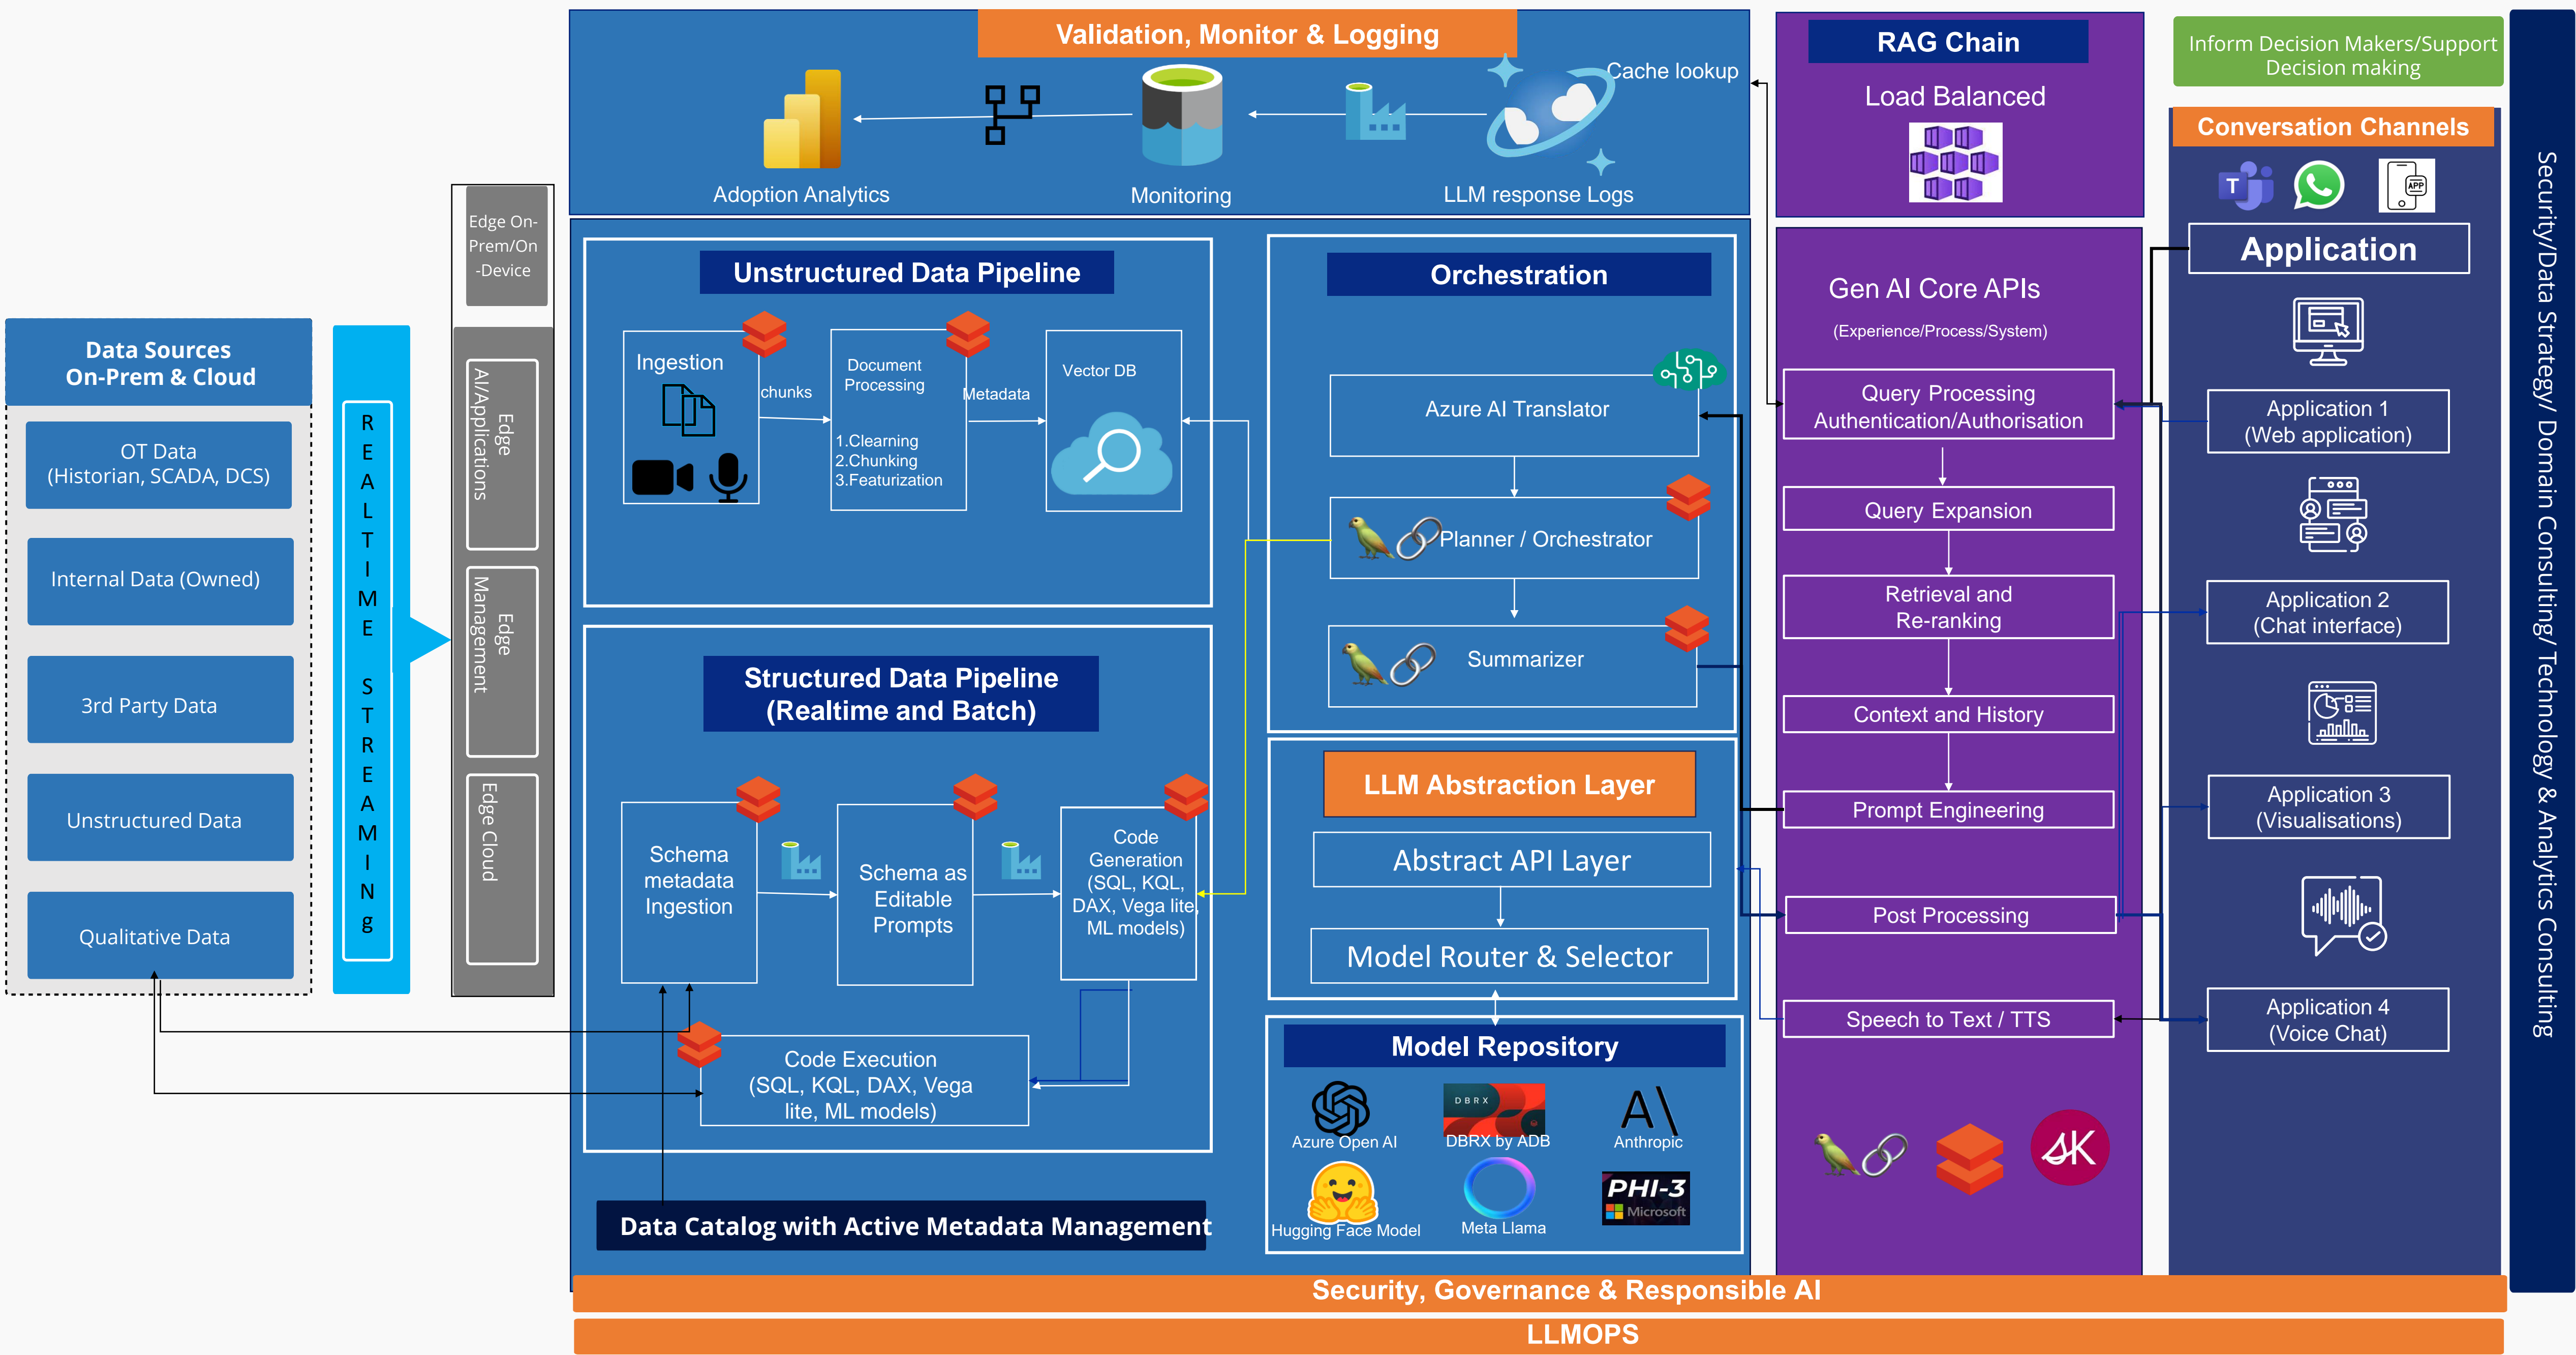 Validation, Monitor & Logging
Cache lookup
Adoption Analytics
Monitoring
LLM response Logs
RAG Chain
Load Balanced
Inform Decision Makers/Support
Decision making
Conversation Channels
T
APP
Application
Application 1
(Web application)
Application 2
(Chat interface)
Application 3
(Visualisations)
Application 4
(Voice Chat)
Security/Data Strategy/ Domain Consulting/ Technology & Analytics Consulting
Edge On-
Prem/On
-Device
Edge
AI/Applications
Edge
Management
Edge Cloud
Data Sources
On-Prem & Cloud
OT Data
(Historian, SCADA, DCS)
Internal Data (Owned)
3rd Party Data
Unstructured Data
Qualitative Data
REALTIME STREAMINg
Unstructured Data Pipeline
Ingestion
chunks
Document
Processing
1.Clearning
2.Chunking
3.Featurization
Metadata
Vector DB
Structured Data Pipeline
(Realtime and Batch)
Schema
metadata
Ingestion
Schema as
Editable
Prompts
Code
Generation
(SQL, KQL,
DAX, Vega lite,
ML models)
Code Execution
(SQL, KQL, DAX, Vega
lite, ML models)
Data Catalog with Active Metadata Management
Orchestration
Azure AI Translator
Planner / Orchestrator
Summarizer
LLM Abstraction Layer
Abstract API Layer
Model Router & Selector
Model Repository
Azure Open AI
DBRX
DBRX by ADB
A\
Anthropic
Hugging Face Model
Meta Llama
PHI-3
Microsoft
Gen AI Core APIs
(Experience/Process/System)
Query Processing
Authentication/Authorisation
Query Expansion
Retrieval and
Re-ranking
Context and History
Prompt Engineering
Post Processing
Speech to Text / TTS
SK
Security, Governance & Responsible AI
LLMOPS